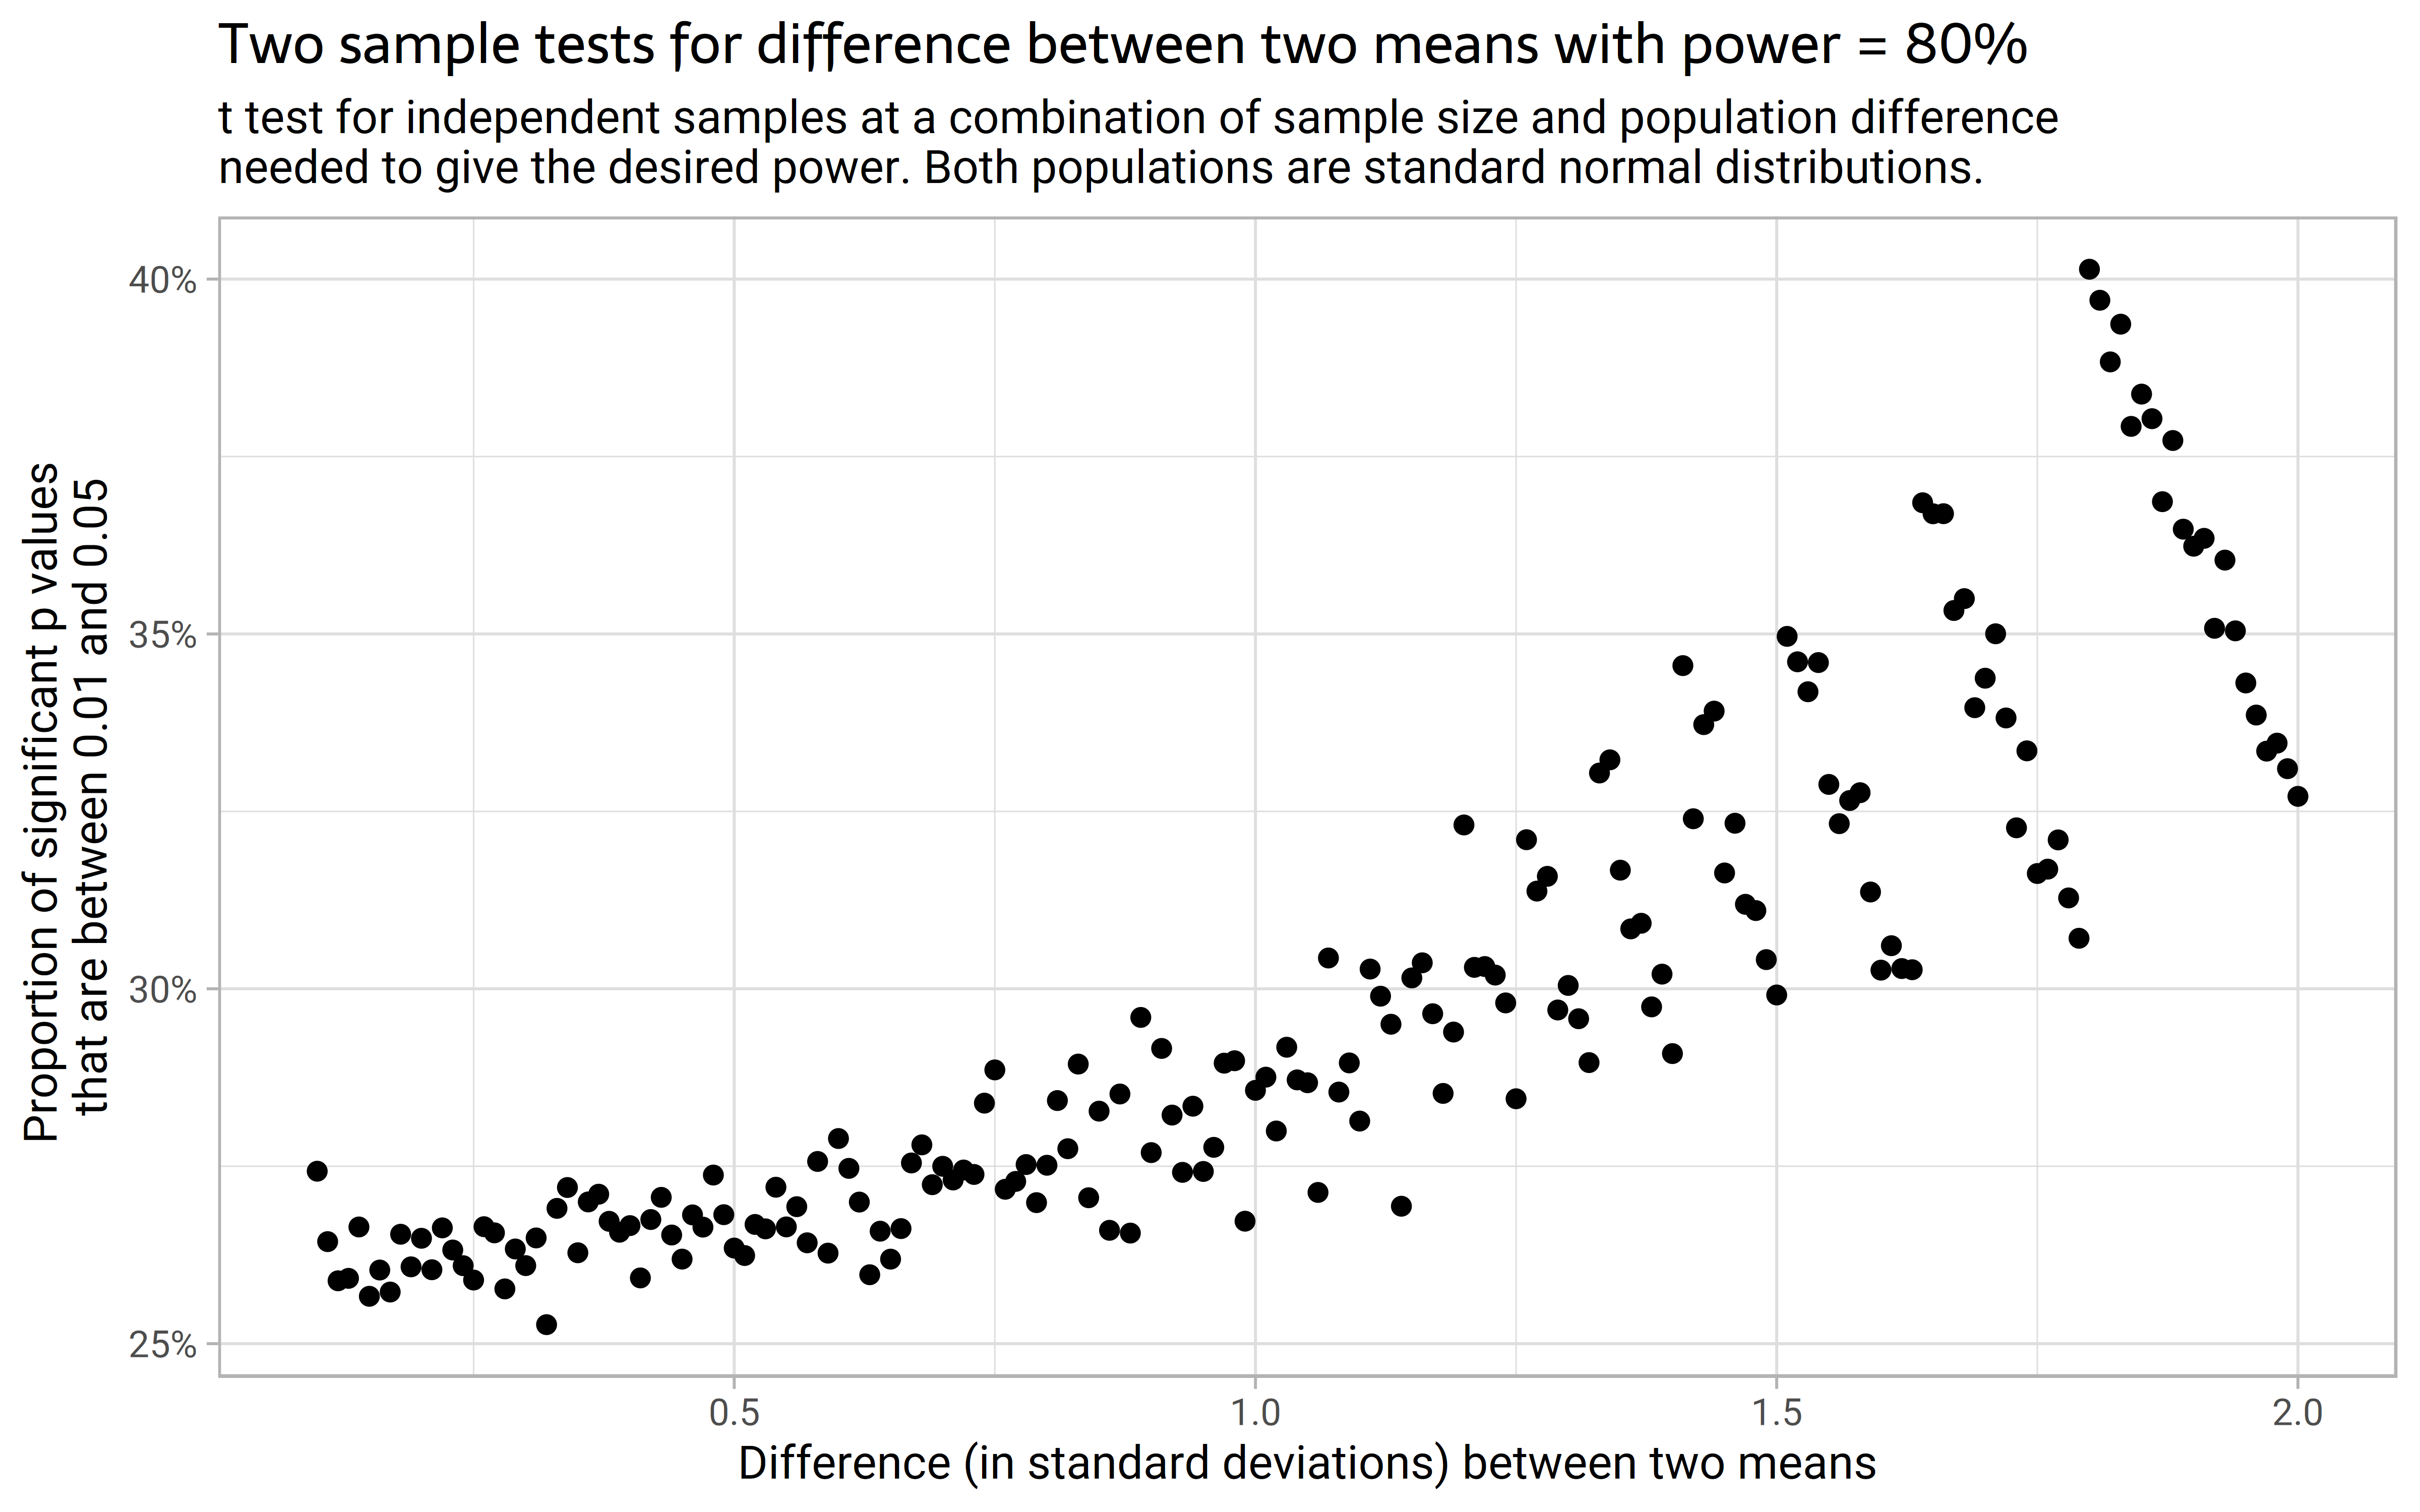 Two sample tests for difference between two means with power = 80%
t test for independent samples at a combination of sample size and population difference
needed to give the desired power. Both populations are standard normal distributions.
Proportion of significant p values
that are between 0.01 and 0.05
40%
35%
30%
25%
0.5
1.0
1.5
2.0
Difference (in standard deviations) between two means